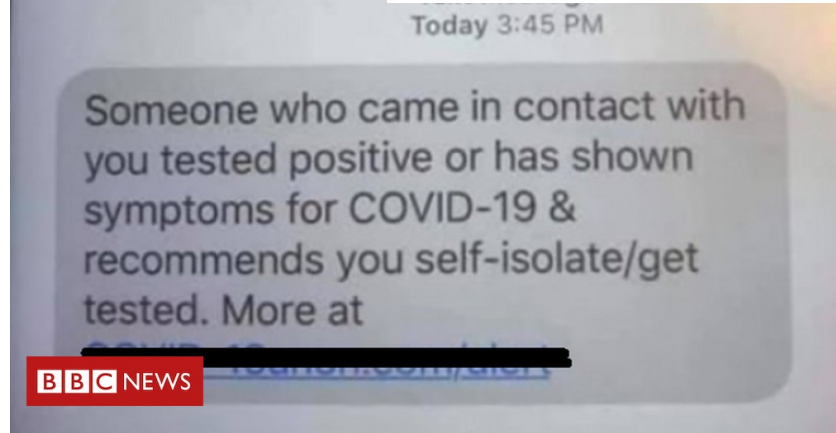 Today 3:45 PM
Someone who came in contact with
you tested positive or has shown
symptoms for COVID-19 &
recommends you self-isolate/get
tested. More at
BBC NEWS